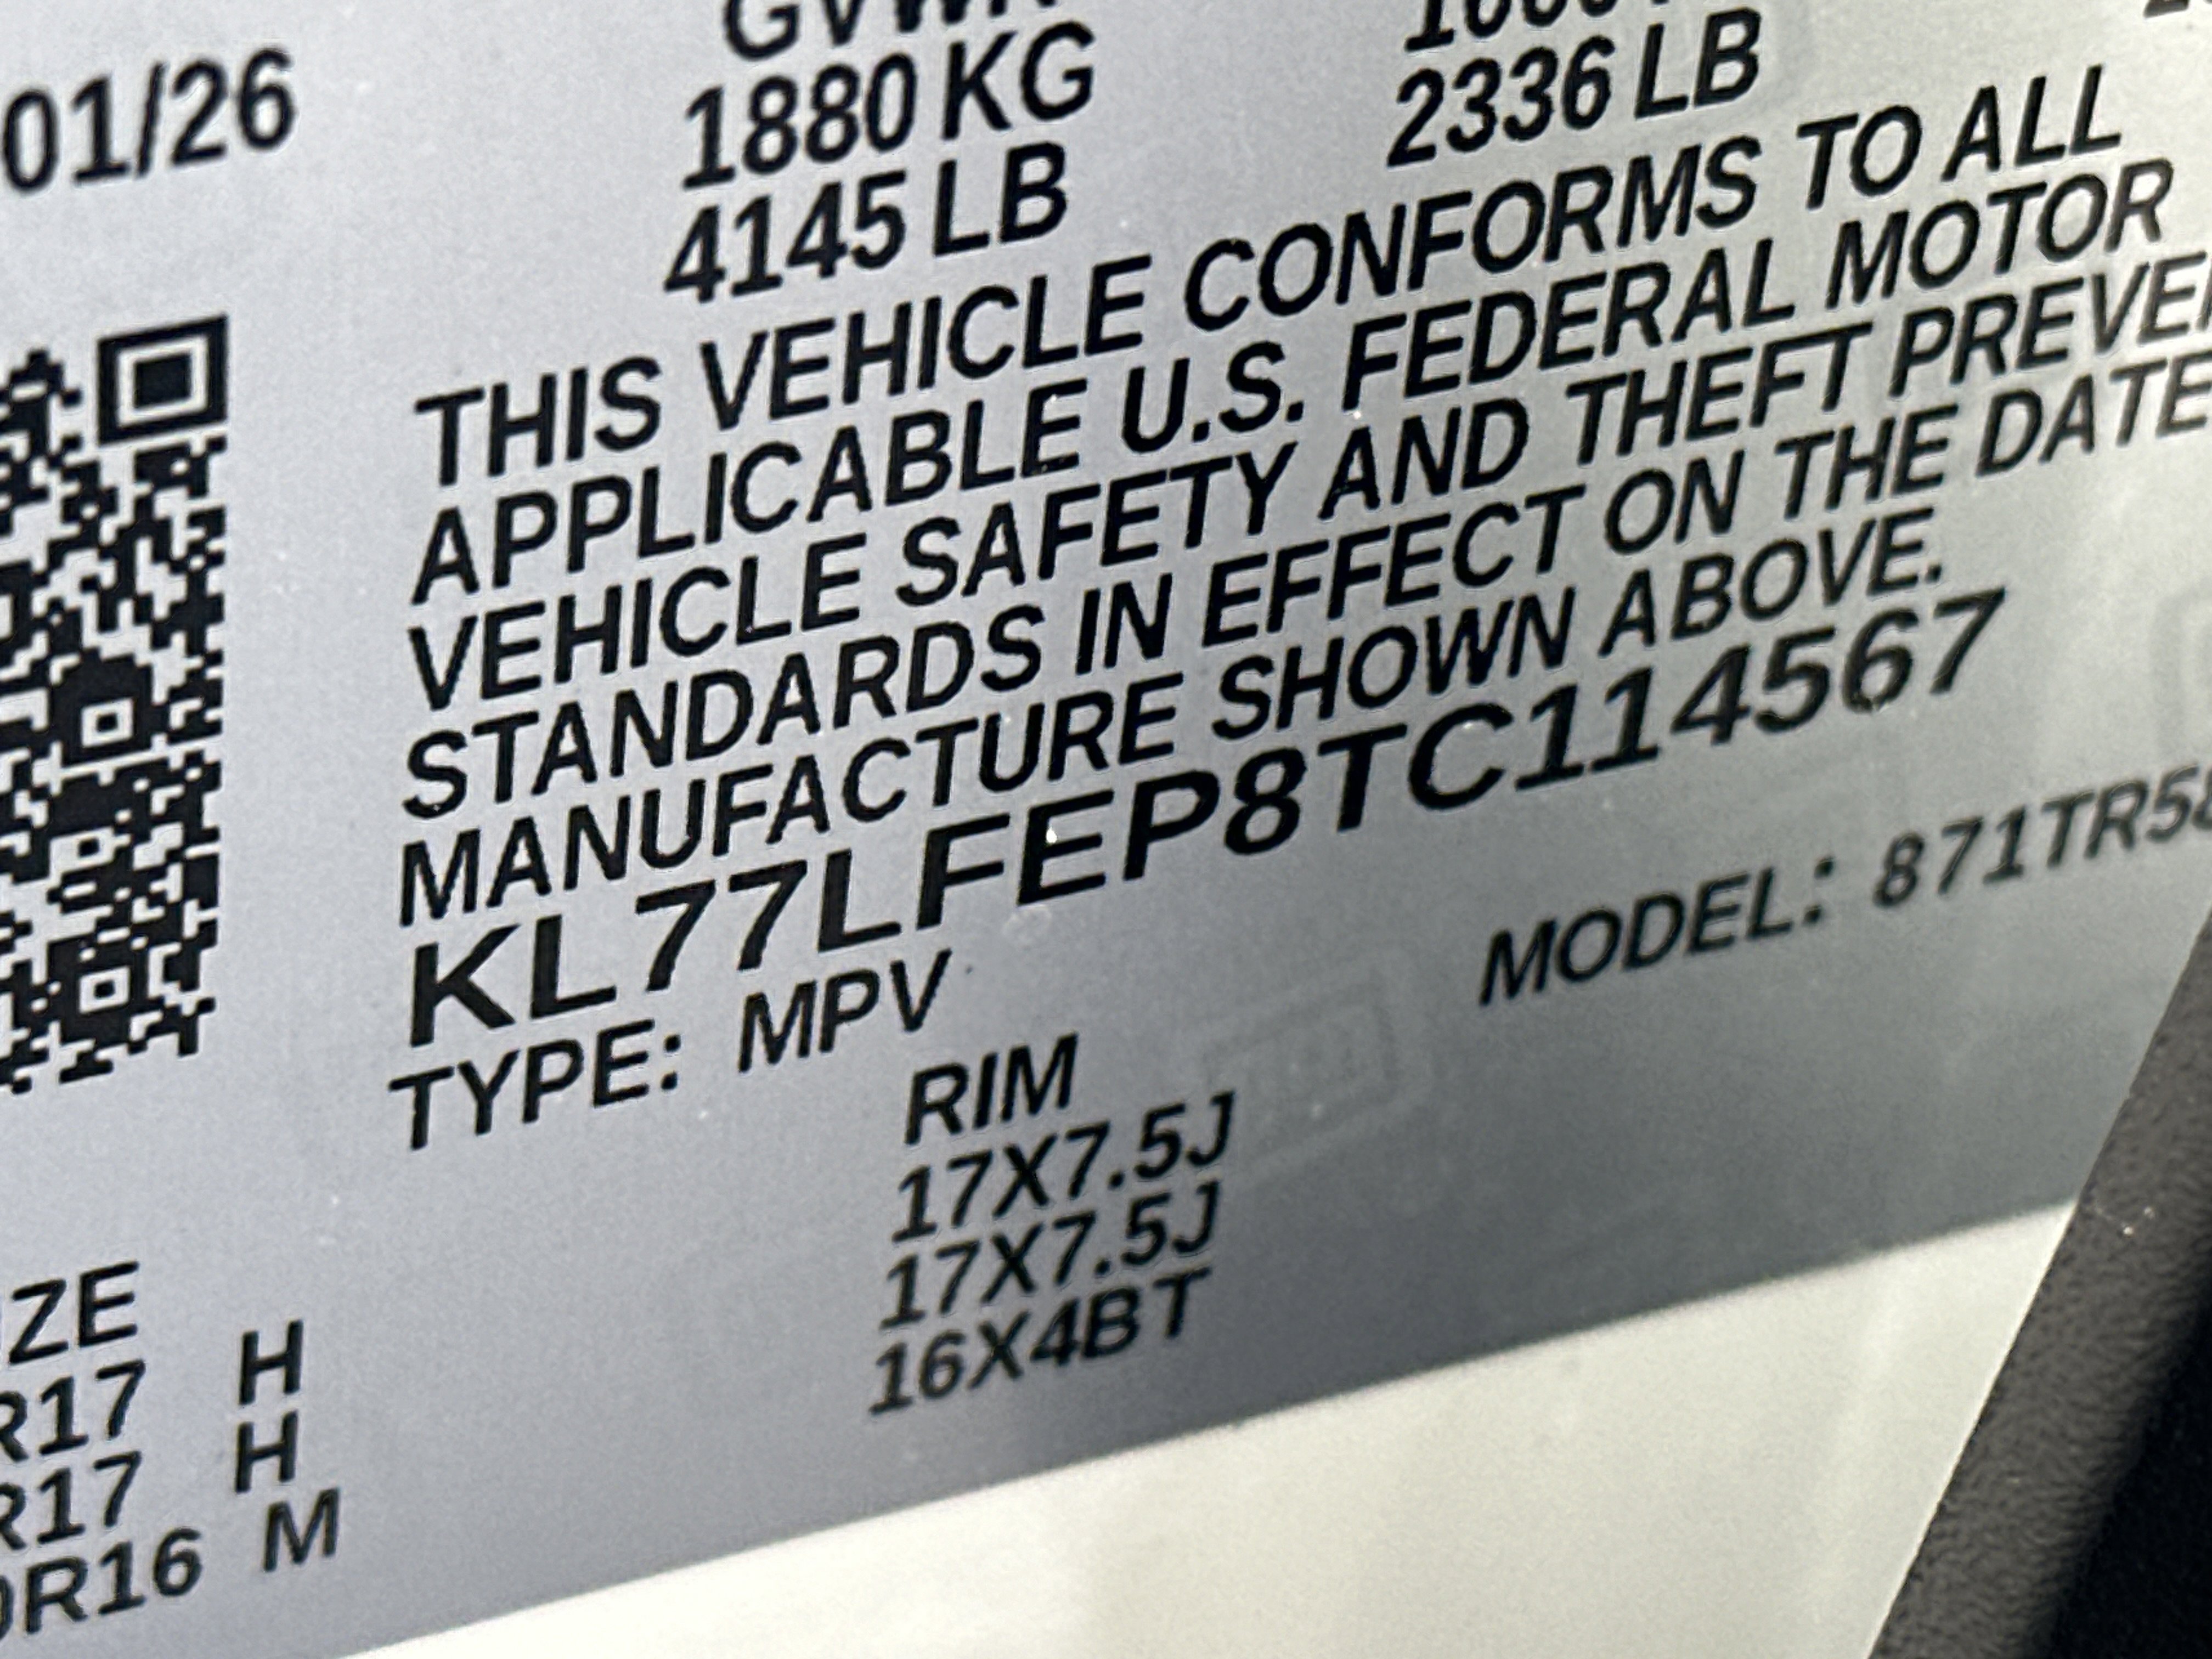 01/26
GVWR
1880 KG
2336 LB
4145 LB
THIS VEHICLE CONFORMS TO ALL
APPLICABLE U.S. FEDERAL MOTOR
VEHICLE SAFETY AND THEFT PREVE
STANDARDS IN EFFECT ON THE DATE
MANUFACTURE SHOWN ABOVE.
KL77LFEP8TC114567
TYPE: MPV MODEL: 871TR58
RIM
17X7.5J
17X7.5J
16X4BT
ZE
R17 H
R17 H
R16 M